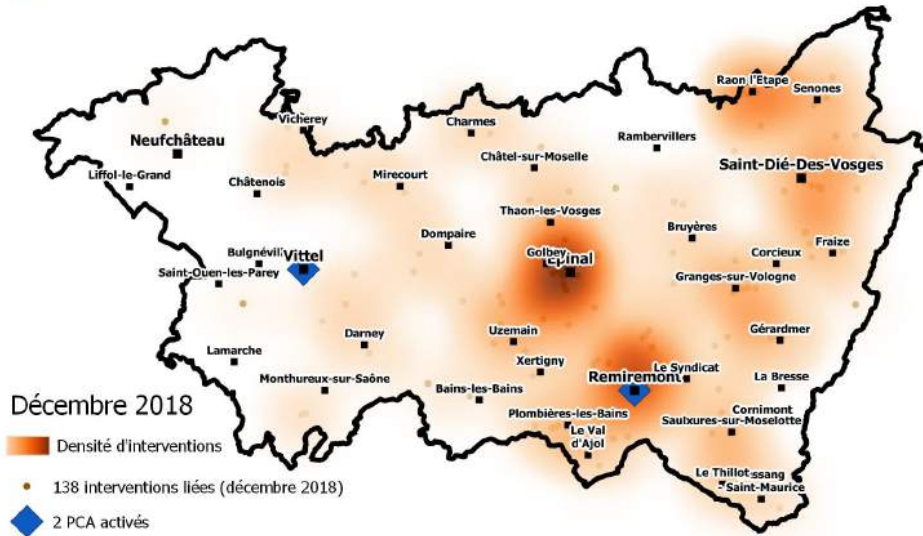 Raon l'Etape
Senones
Vicherey
Charmes
Rambervillers
Neufchâteau
Châtel-sur-Moselle
Saint-Dié-Des-Vosges
Liffol-le-Grand
Mirecourt
Châtenois
Thaon-les-Vosges
Bruyères
Dompaire
Fraize
Golbey
Corcieux
Vittel
Epinal
Saint-Ouen-les-Parey
Granges-sur-Vologne
Uzemain
Gérardmer
Darney
Lamarche
Xertigny
Le Syndicat
Remiremont
La Bresse
Monthureux-sur-Saône
Bains-les-Bains
Décembre 2018
Plombières-les-Bains
Cornimont
Saulxures-sur-Moselotte
Le Val
d'Ajol
Densité d'interventions
Le Thillot
Saint-Maurice
138 interventions liées (décembre 2018)
2 PCA activés